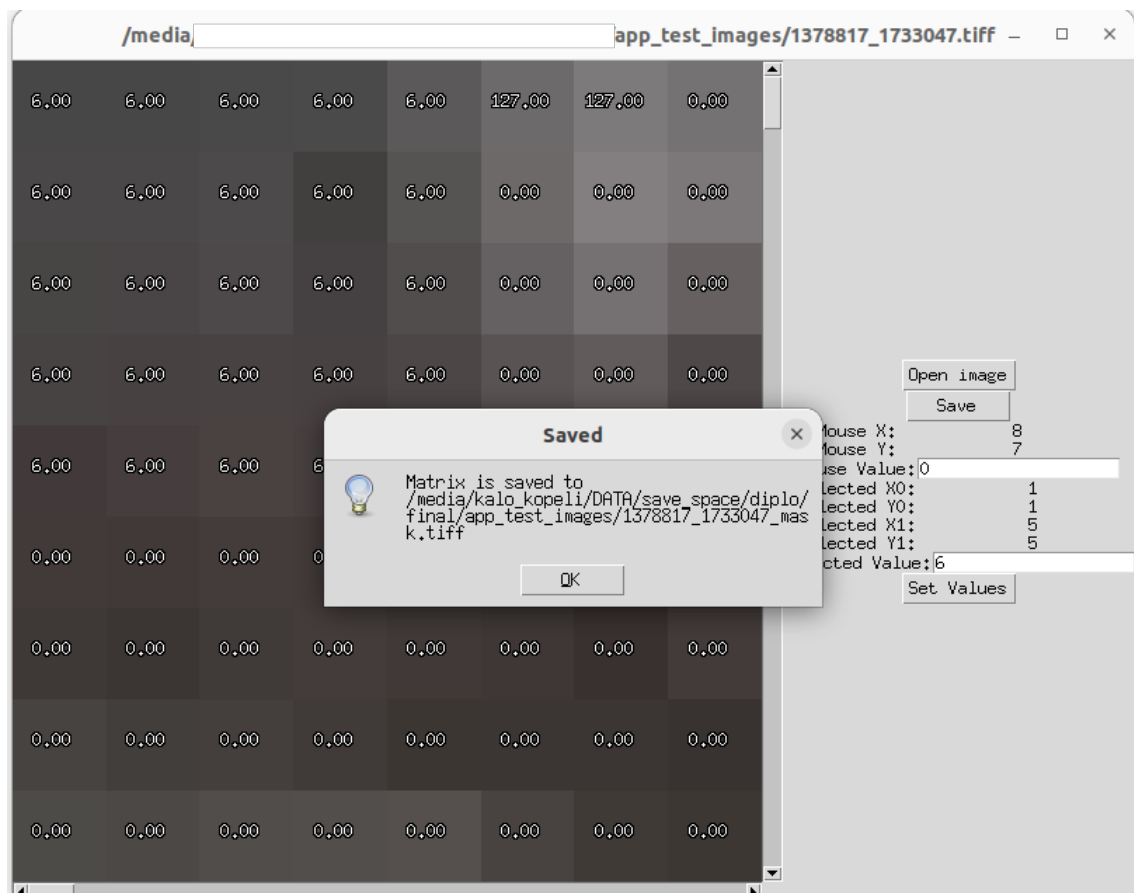 /media/ app_test_images/1378817_1733047.tiff
6.00 6.00 6.00 6.00 6.00 127.00 127.00 0.00
6.00 6.00 6.00 6.00 6.00 0.00 0.00 0.00
6.00 6.00 6.00 6.00 6.00 0.00 0.00 0.00
6.00 6.00 6.00 6.00 6.00 0.00 0.00 0.00
Open image
Save
Saved
Mouse X: 8
Mouse Y: 7
6.00 6.00 6.00 6
use Value: 0
Matrix is saved to
/media/kalo_kopeli/DATA/save_space/diplo/
final/app_test_images/1378817_1733047_mas
k.tiff
lected X0: 1
lected Y0: 1
lected X1: 5
lected Y1: 5
0.00 0.00 0.00 0
cted Value: 6
OK
Set Values
0.00 0.00 0.00 0.00 0.00 0.00 0.00 0.00
0.00 0.00 0.00 0.00 0.00 0.00 0.00 0.00
0.00 0.00 0.00 0.00 0.00 0.00 0.00 0.00